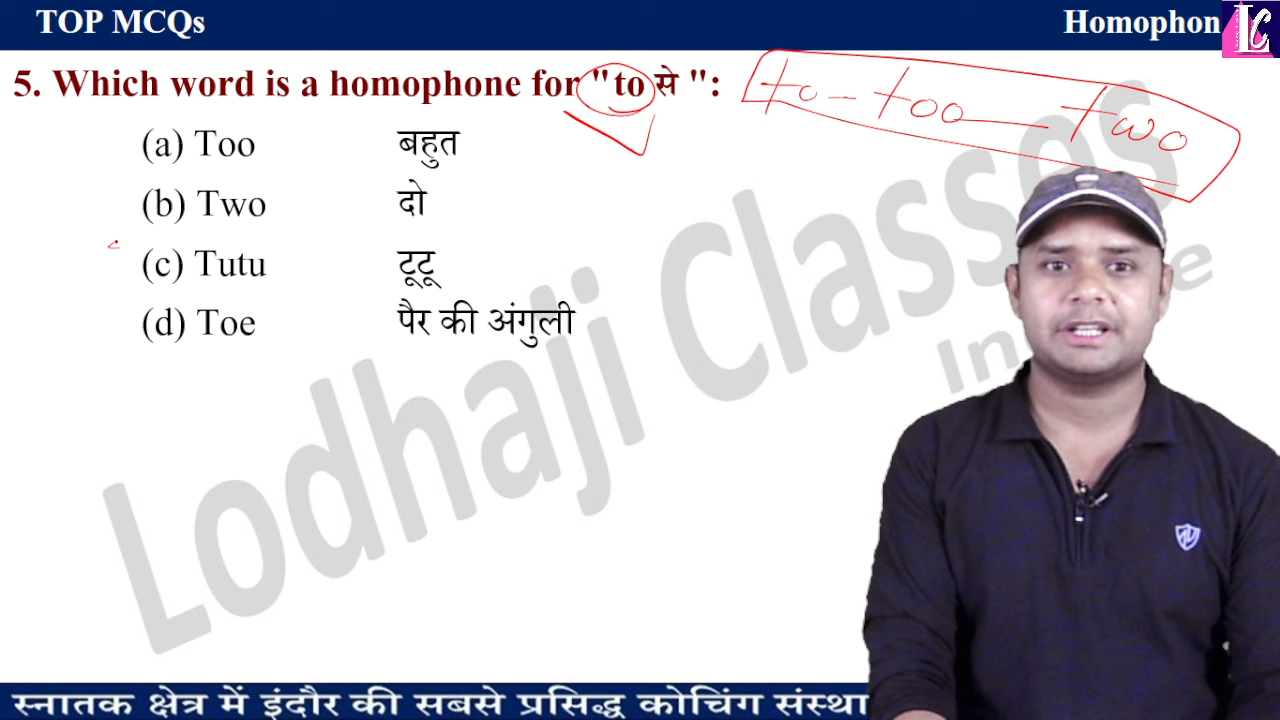 TOP MCQs
Homophon
LC
5. Which word is a homophone for "to से ":
to – too – two
(a) Too बहुत
(b) Two दो
(c) Tutu टूटू
(d) Toe पैर की अंगुली
Lodhaji Classes
स्नातक क्षेत्र में इंदौर की सबसे प्रसिद्ध कोचिंग संस्था